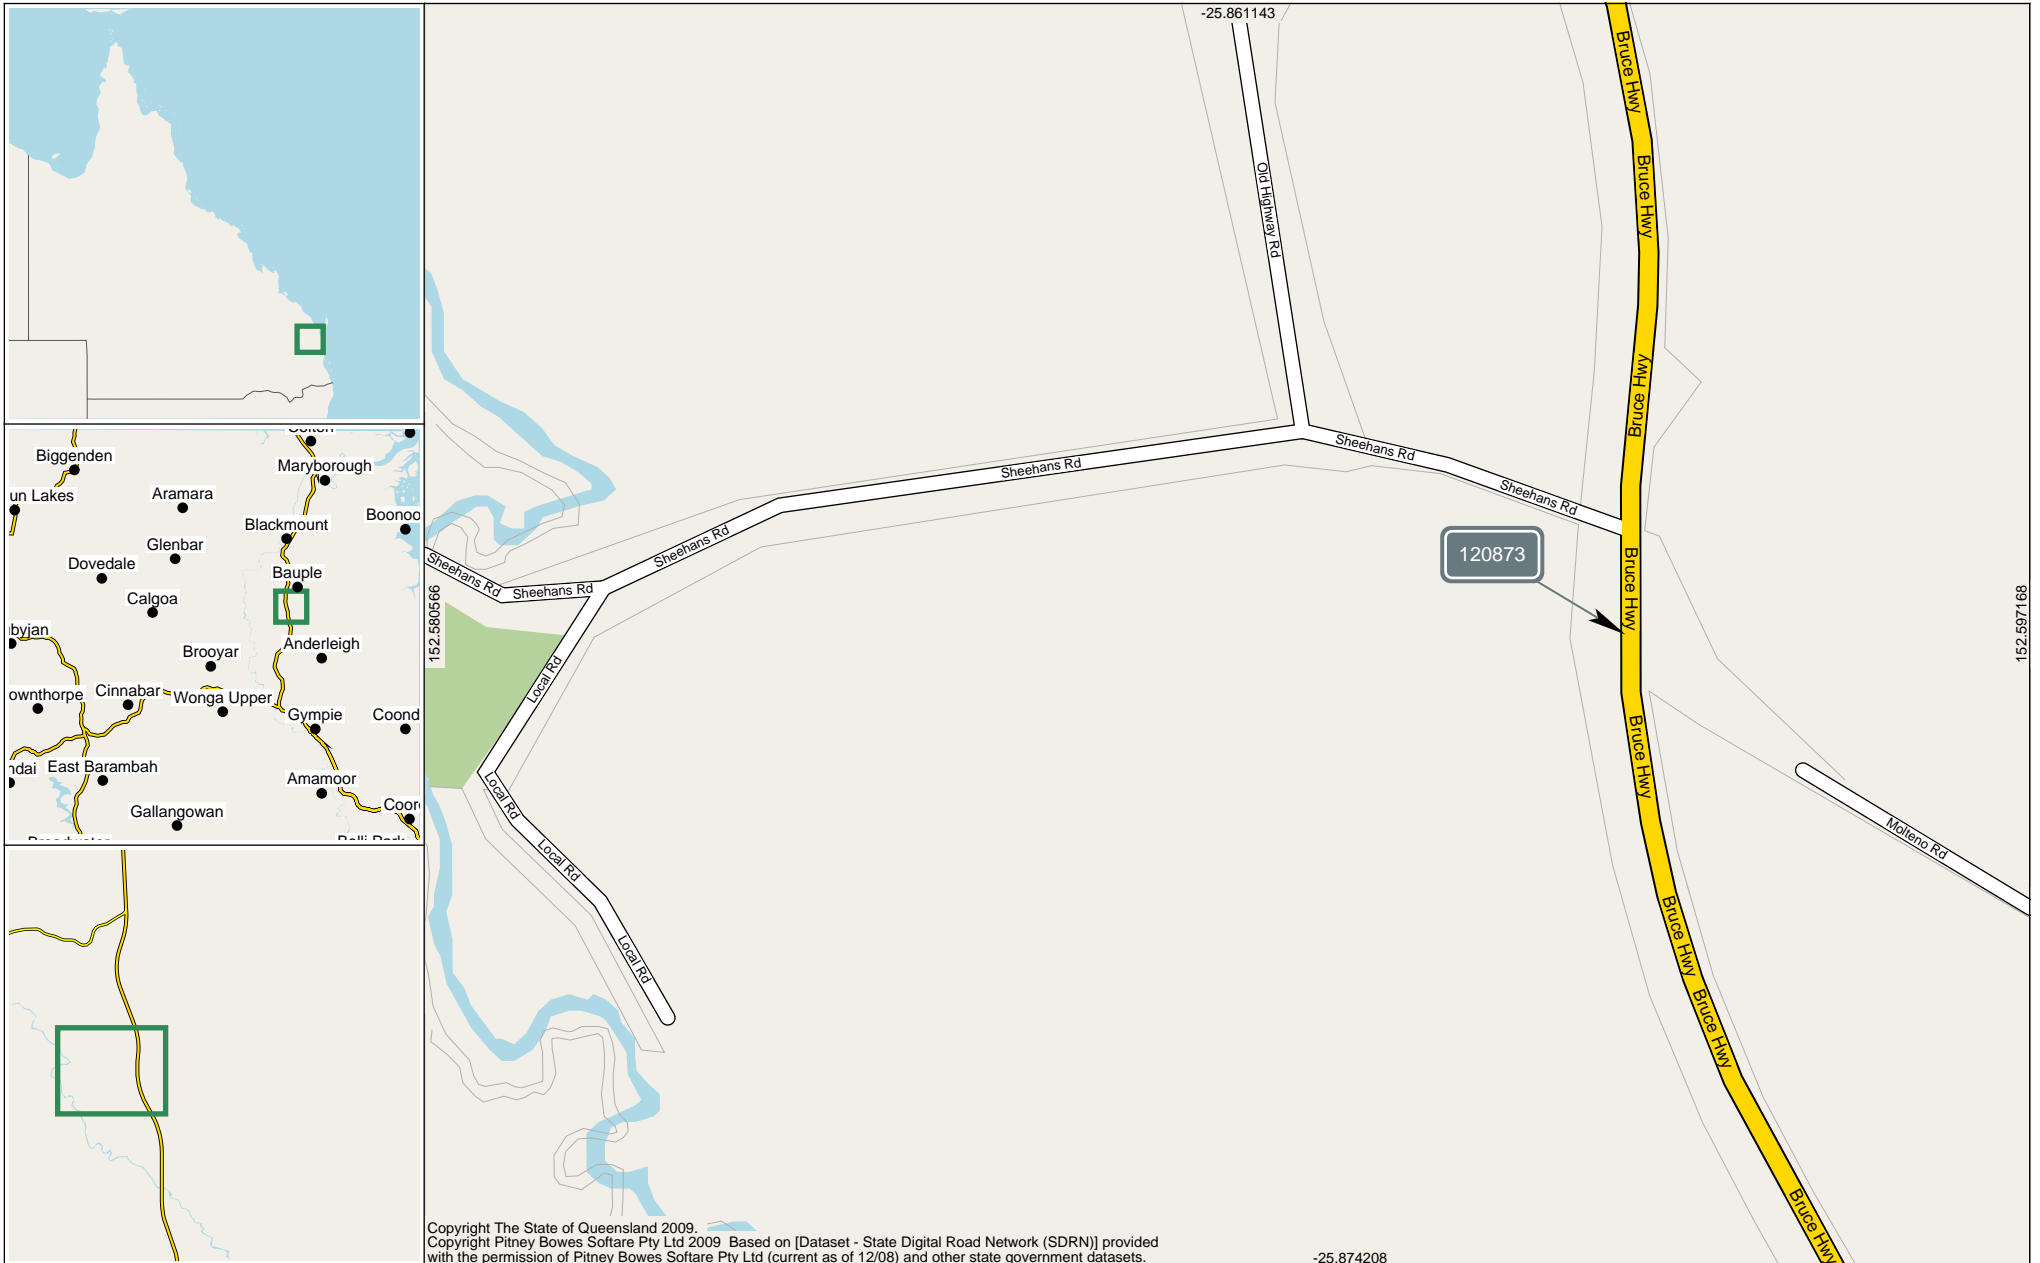 -25.861143
Bruce Hwy
Bruce Hwy
Old Highway Rd
Bruce Hwy
Sheehans Rd
Sheehans Rd
Sheehans Rd
Sheehans Rd
Sheehans Rd
Sheehans Rd
120873
Bruce Hwy
152.580566
152.597168
Local Rd
Bruce Hwy
Local Rd
Local Rd
Molteno Rd
Local Rd
Bruce Hwy
Bruce Hwy
Bruce Hwy
Biggenden
Maryborough
un Lakes
Aramara
Boonoo
Blackmount
Glenbar
Dovedale
Bauple
Calgoa
byjan
Anderleigh
Brooyar
ownthorpe
Cinnabar
Wonga Upper
Gympie
Coond
ndai
East Barambah
Amamoor
Gallangowan
Coor
Copyright The State of Queensland 2009.
Copyright Pitney Bowes Softare Pty Ltd 2009 Based on [Dataset - State Digital Road Network (SDRN)] provided
with the permission of Pitney Bowes Softare Pty Ltd (current as of 12/08) and other state government datasets.
-25.874208